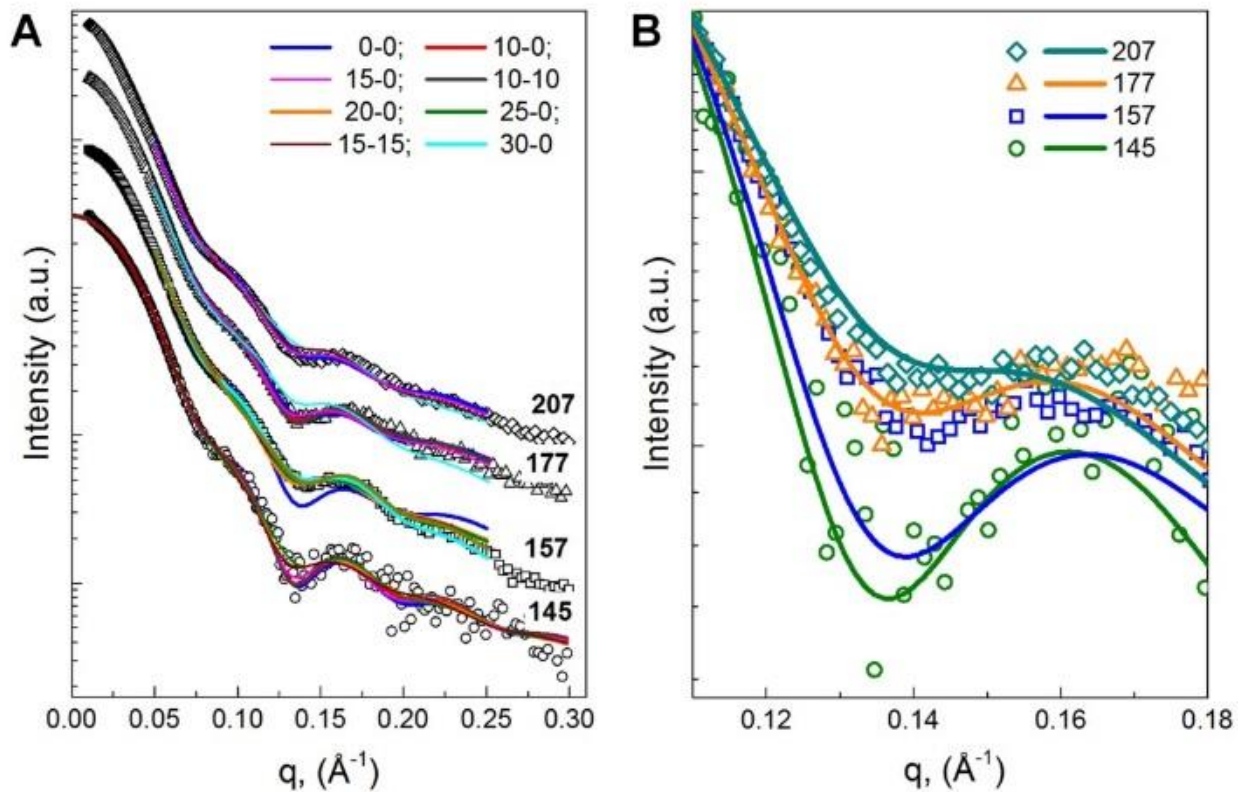 A
0-0; 10-0;
15-0; 10-10
20-0; 25-0;
15-15; 30-0
207
177
157
145
Intensity (a.u.)
0.00 0.05 0.10 0.15 0.20 0.25 0.30
q, (Å⁻¹)
B
207
177
157
145
Intensity (a.u.)
0.12 0.14 0.16 0.18
q, (Å⁻¹)